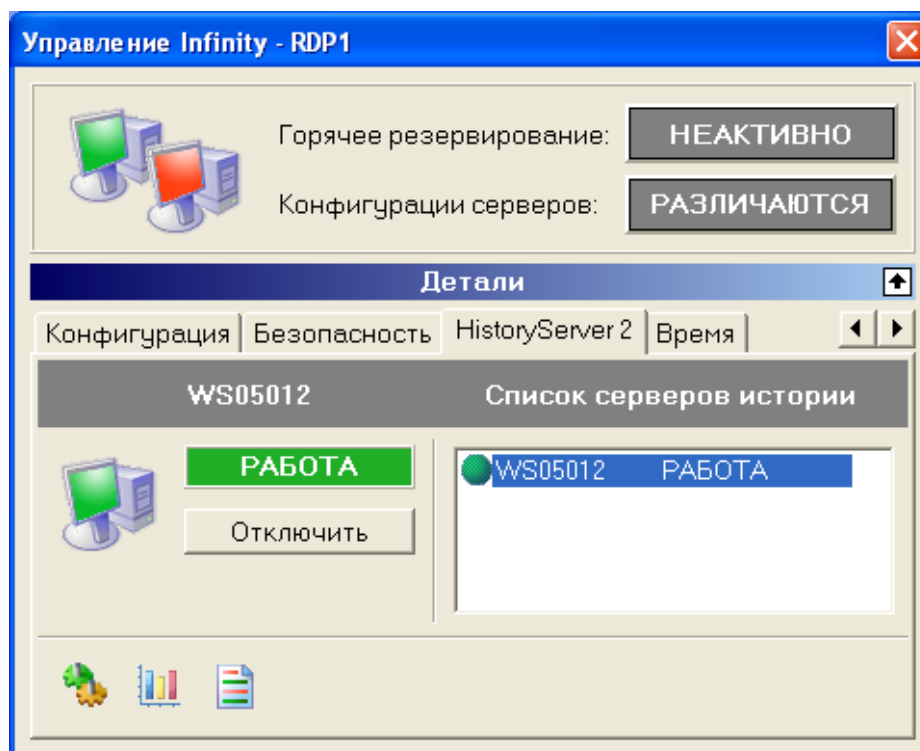 Управление Infinity - RDP1
Горячее резервирование: НЕАКТИВНО
Конфигурации серверов: РАЗЛИЧАЮТСЯ
Детали
Конфигурация Безопасность HistoryServer 2 Время
WS05012 Список серверов истории
РАБОТА WS05012 РАБОТА
Отключить